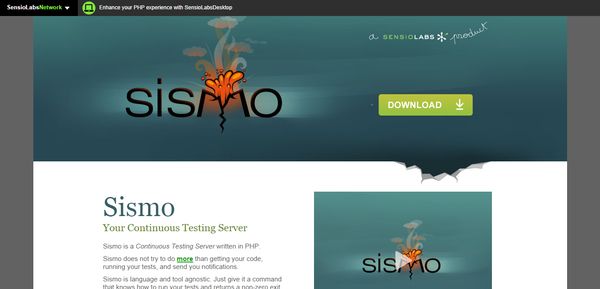 SensioLabsNetwork
Enhance your PHP experience with SensioLabsDesktop
a SENSIOLABS product
sismo
DOWNLOAD
Sismo
Your Continuous Testing Server
Sismo is a Continuous Testing Server written in PHP.
Sismo does not try to do more than getting your code,
running your tests, and send you notifications.
Sismo is language and tool agnostic. Just give it a command
that knows how to run your tests and returns a non-zero exit
sismo